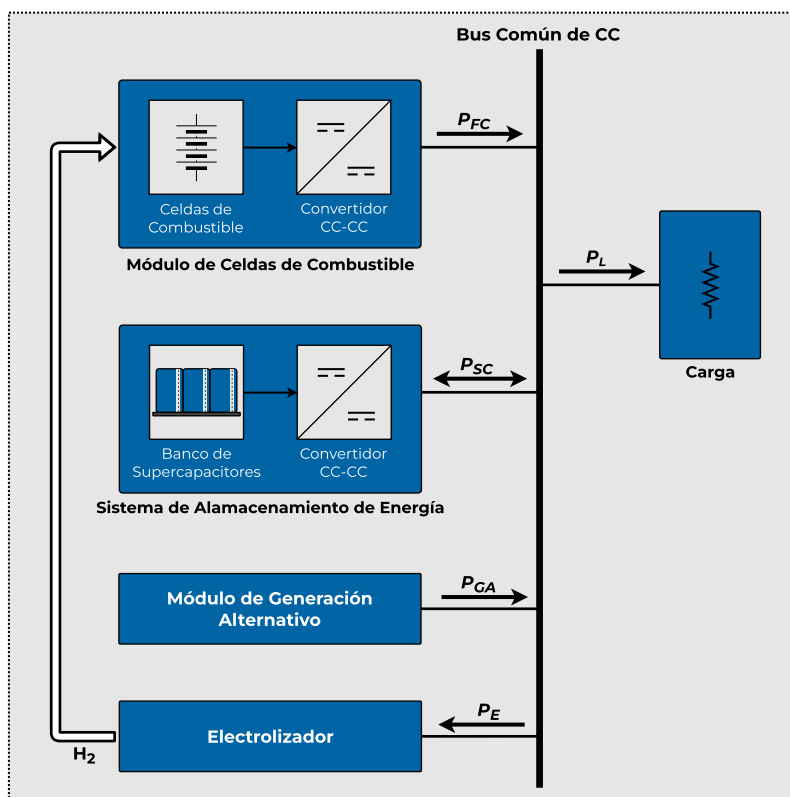 Bus Común de CC
P_FC
Celdas de
Combustible
Convertidor
CC-CC
Módulo de Celdas de Combustible
P_L
Carga
P_SC
Banco de
Supercapacitores
Convertidor
CC-CC
Sistema de Alamacenamiento de Energía
P_GA
Módulo de Generación
Alternativo
P_E
Electrolizador
H₂